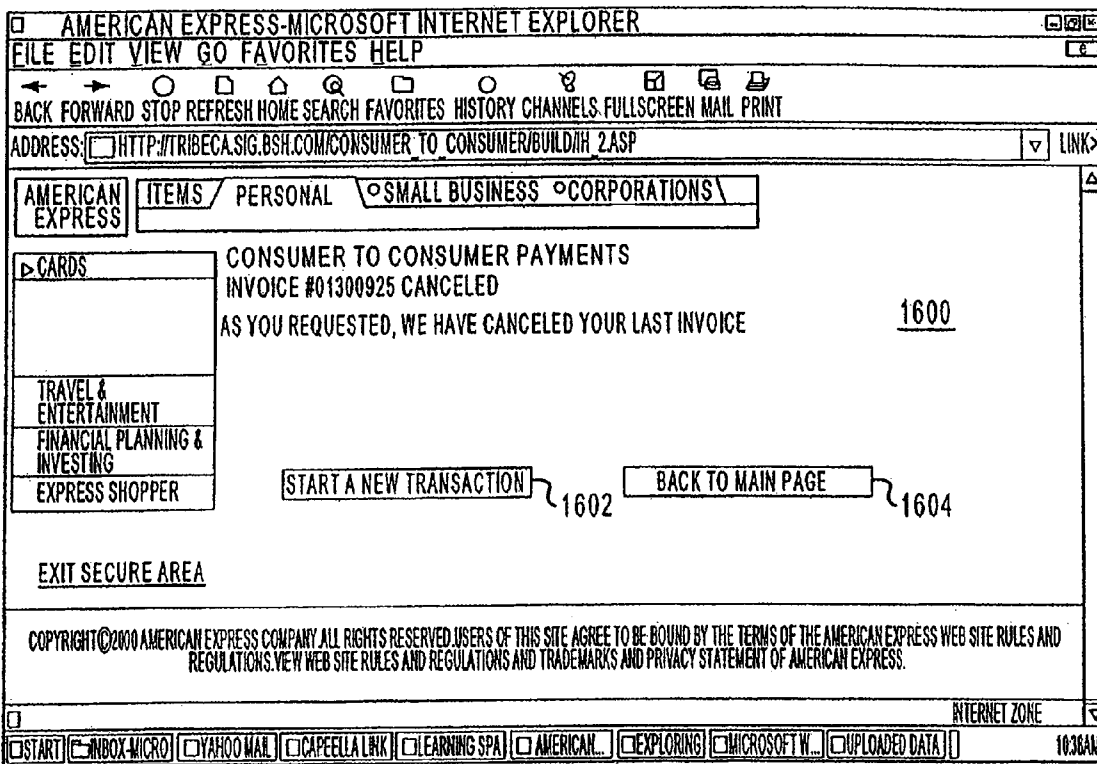 AMERICAN EXPRESS-MICROSOFT INTERNET EXPLORER
FILE EDIT VIEW GO FAVORITES HELP
BACK FORWARD STOP REFRESH HOME SEARCH FAVORITES HISTORY CHANNELS FULLSCREEN MAIL PRINT
ADDRESS: HTTP://TRIBECA.SIG.BSH.COM/CONSUMER_TO_CONSUMER/BUILD/IH_2.ASP LINK>
AMERICAN EXPRESS
ITEMS PERSONAL SMALL BUSINESS CORPORATIONS
CARDS
TRAVEL & ENTERTAINMENT
FINANCIAL PLANNING & INVESTING
EXPRESS SHOPPER
EXIT SECURE AREA
CONSUMER TO CONSUMER PAYMENTS
INVOICE #01300925 CANCELED
AS YOU REQUESTED, WE HAVE CANCELED YOUR LAST INVOICE
1600
START A NEW TRANSACTION
1602
BACK TO MAIN PAGE
1604
COPYRIGHT©2000 AMERICAN EXPRESS COMPANY.ALL RIGHTS RESERVED.USERS OF THIS SITE AGREE TO BE BOUND BY THE TERMS OF THE AMERICAN EXPRESS WEB SITE RULES AND
REGULATIONS.VIEW WEB SITE RULES AND REGULATIONS AND TRADEMARKS AND PRIVACY STATEMENT OF AMERICAN EXPRESS.
INTERNET ZONE
START INBOX-MICRO YAHOO MAIL CAPEELLA LINK LEARNING SPA AMERICAN... EXPLORING MICROSOFT W... UPLOADED DATA 10:36AM